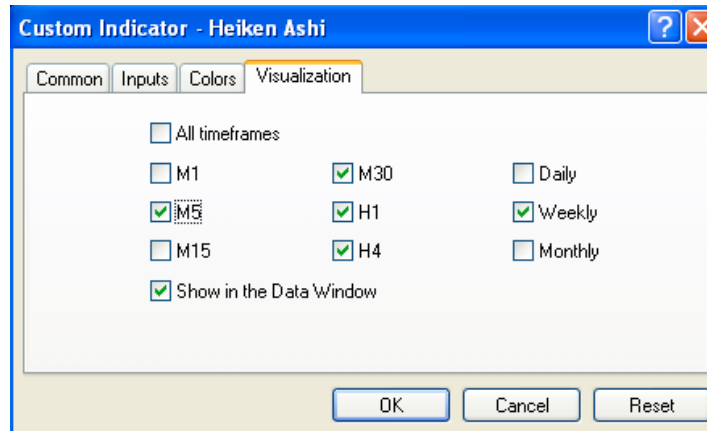 Custom Indicator - Heiken Ashi
Common Inputs Colors Visualization
All timeframes
M1 M30 Daily
M5 H1 Weekly
M15 H4 Monthly
Show in the Data Window
OK Cancel Reset